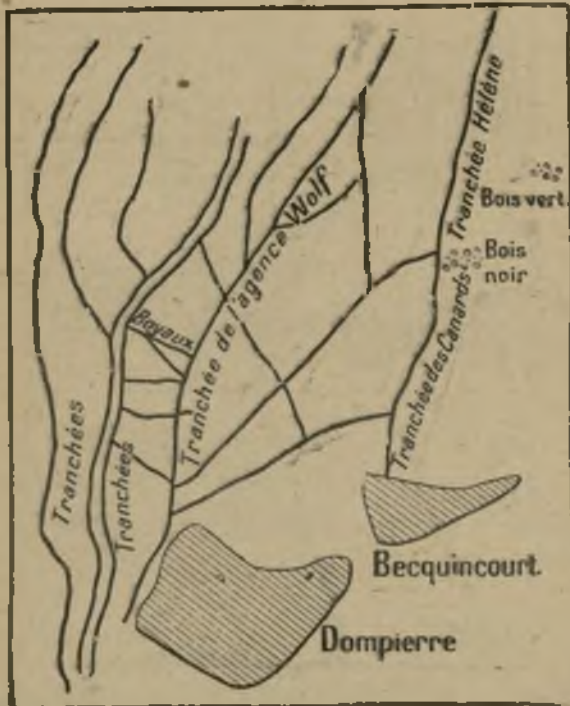 Tranchée Hélène
Bois vert.
Bois
noir
Tranchée des Canards
Tranchée de l'agence Wolf
Boyaux
Tranchées
Tranchées
Becquincourt.
Dompierre